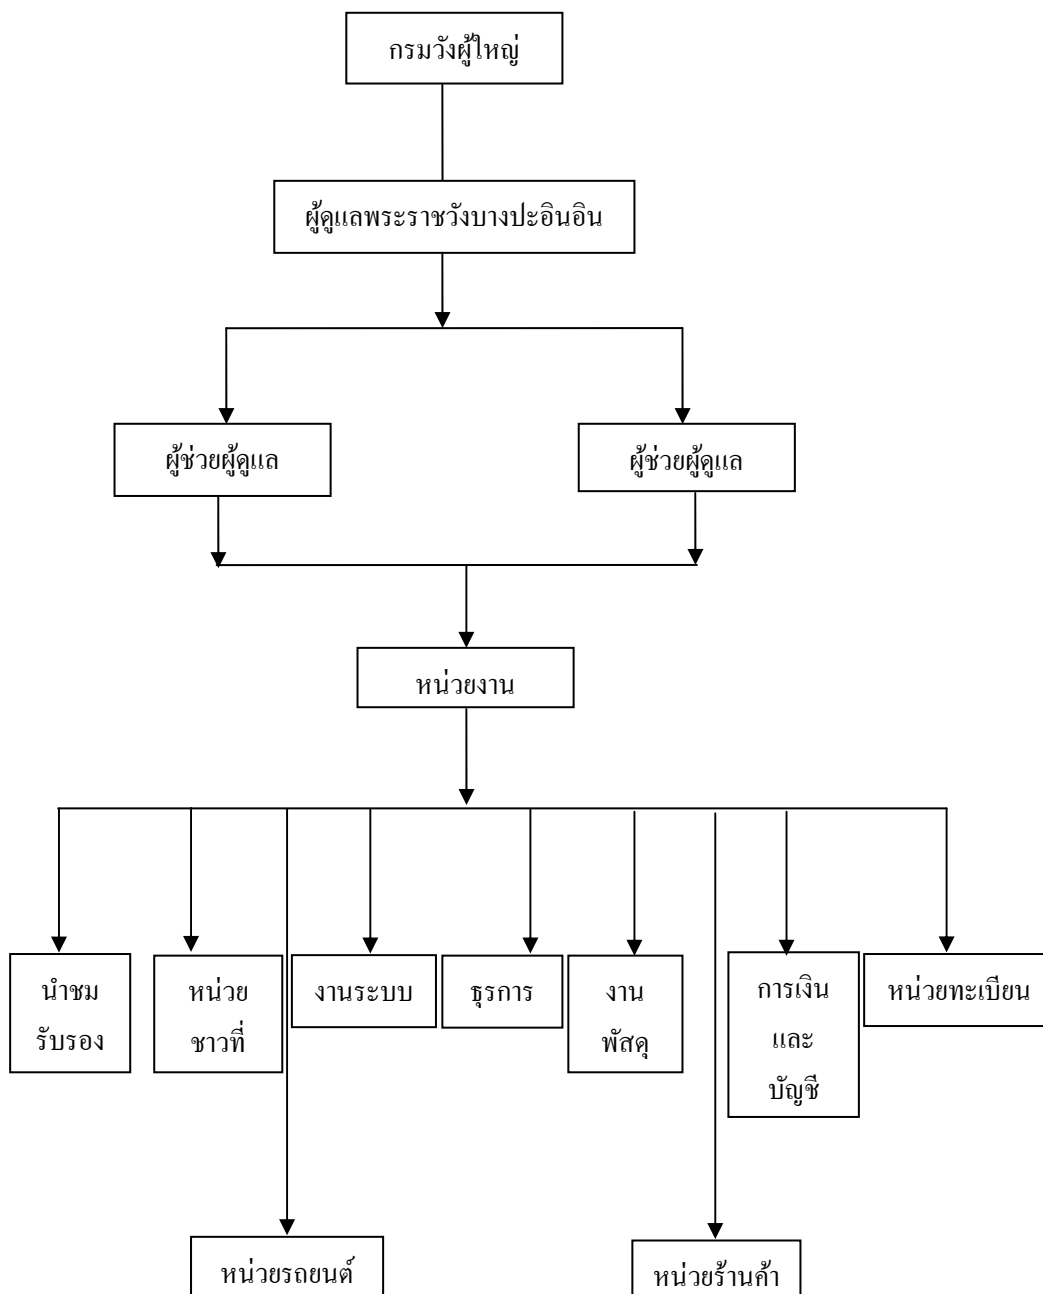 กรมวังผู้ใหญ่
ผู้ดูแลพระราชวังบางปะอินอิน
ผู้ช่วยผู้ดูแล
ผู้ช่วยผู้ดูแล
หน่วยงาน
นำชม
รับรอง
หน่วย
ชาวที่
งานระบบ
ธุรการ
งาน
พัสดุ
การเงิน
และ
บัญชี
หน่วยทะเบียน
หน่วยรถยนต์
หน่วยร้านค้า